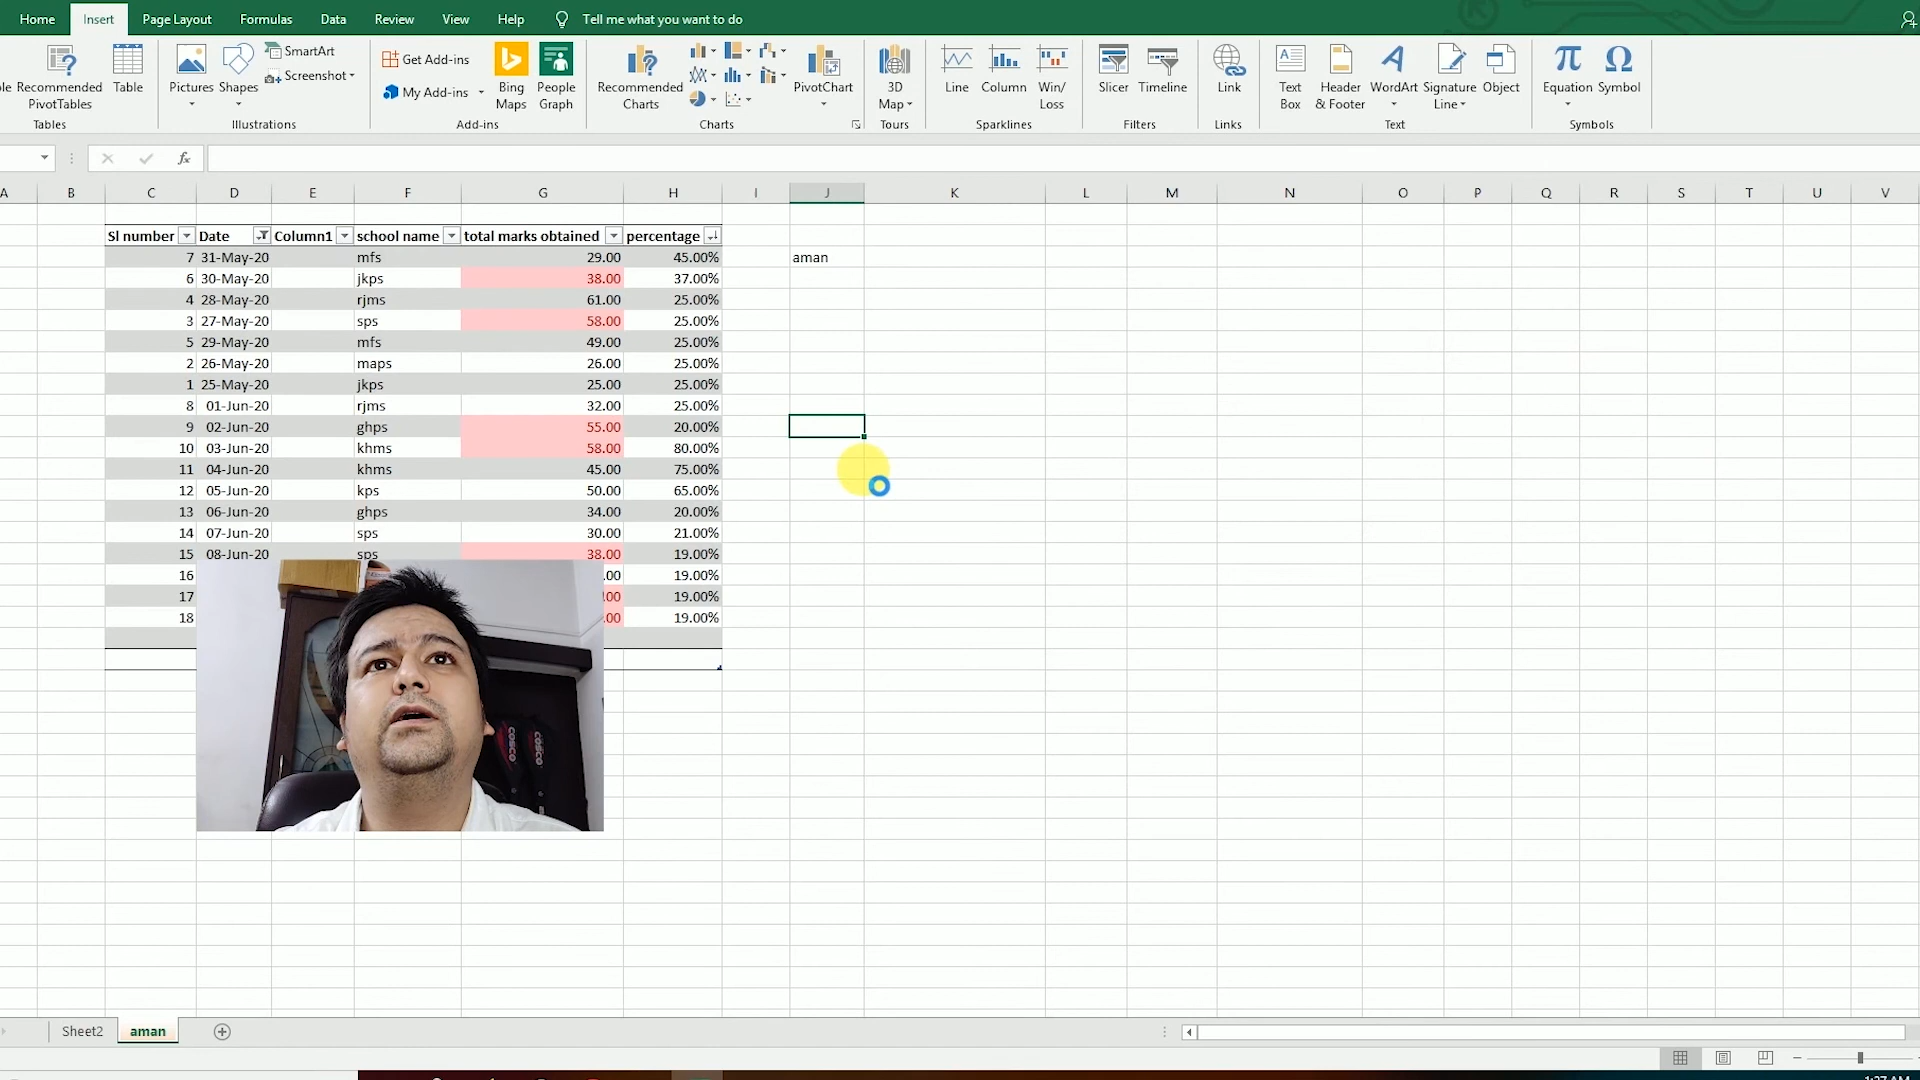 Home Insert Page Layout Formulas Data Review View Help Tell me what you want to do
Recommended PivotTables
Table
Tables
Pictures
Shapes
SmartArt
Screenshot
Illustrations
Get Add-ins
My Add-ins
Bing Maps
People Graph
Add-ins
Recommended Charts
PivotChart
Charts
3D Map
Tours
Line
Column
Win/Loss
Sparklines
Slicer
Timeline
Filters
Link
Links
Text Box
Header & Footer
WordArt
Signature Line
Object
Text
Equation
Symbol
Symbols
fx
A B C D E F G H I J K L M N O P Q R S T U V
Sl number Date Column1 school name total marks obtained percentage
7 31-May-20 mfs 29.00 45.00% aman
6 30-May-20 jkps 38.00 37.00%
4 28-May-20 rjms 61.00 25.00%
3 27-May-20 sps 58.00 25.00%
5 29-May-20 mfs 49.00 25.00%
2 26-May-20 maps 26.00 25.00%
1 25-May-20 jkps 25.00 25.00%
8 01-Jun-20 rjms 32.00 25.00%
9 02-Jun-20 ghps 55.00 20.00%
10 03-Jun-20 khms 58.00 80.00%
11 04-Jun-20 khms 45.00 75.00%
12 05-Jun-20 kps 50.00 65.00%
13 06-Jun-20 ghps 34.00 20.00%
14 07-Jun-20 sps 30.00 21.00%
15 08-Jun-20 sps 38.00 19.00%
16 .00 19.00%
17 .00 19.00%
18 .00 19.00%
COSCO COSCO
Sheet2 aman